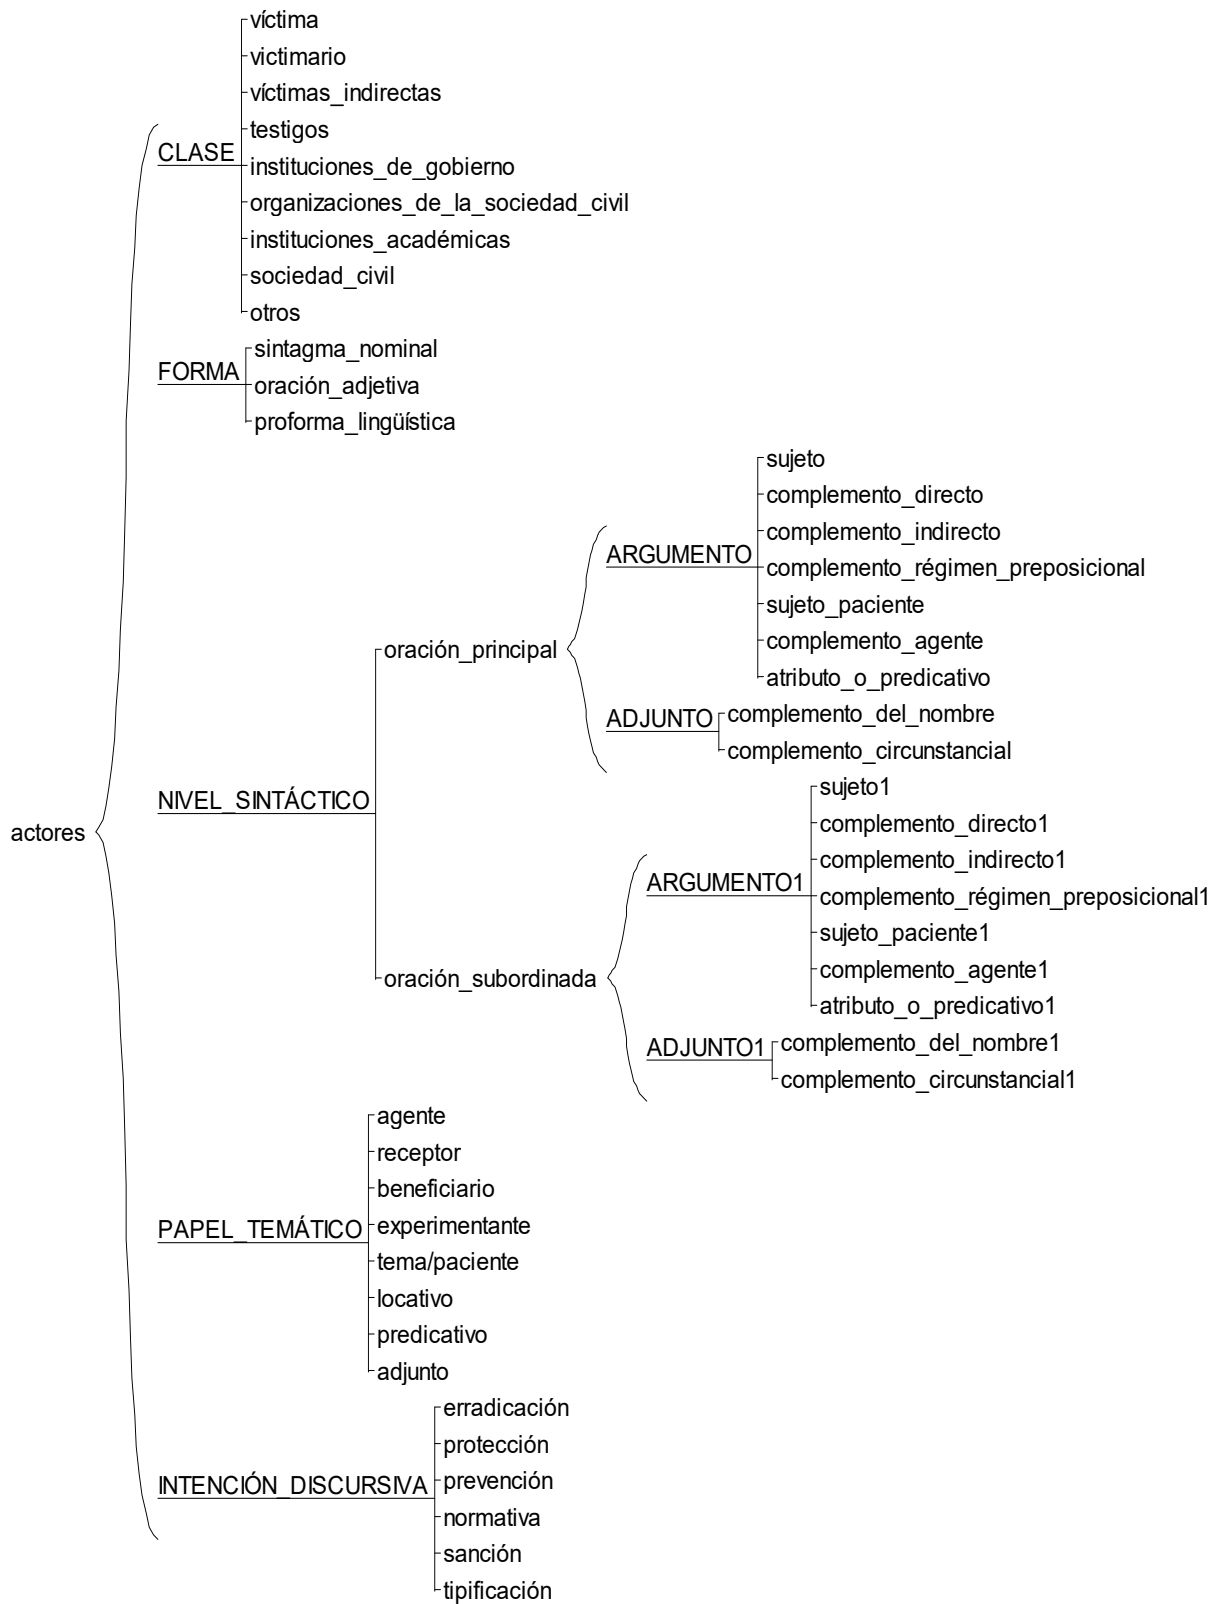 víctima
victimario
víctimas_indirectas
testigos
CLASE
instituciones_de_gobierno
organizaciones_de_la_sociedad_civil
instituciones_académicas
sociedad_civil
otros
sintagma_nominal
FORMA
oración_adjetiva
proforma_lingüística
sujeto
complemento_directo
complemento_indirecto
ARGUMENTO
complemento_régimen_preposicional
sujeto_paciente
complemento_agente
oración_principal
atributo_o_predicativo
ADJUNTO
complemento_del_nombre
complemento_circunstancial
sujeto1
NIVEL_SINTÁCTICO
complemento_directo1
actores
complemento_indirecto1
ARGUMENTO1
complemento_régimen_preposicional1
sujeto_paciente1
complemento_agente1
oración_subordinada
atributo_o_predicativo1
ADJUNTO1
complemento_del_nombre1
complemento_circunstancial1
agente
receptor
beneficiario
experimentante
PAPEL_TEMÁTICO
tema/paciente
locativo
predicativo
adjunto
erradicación
protección
prevención
INTENCIÓN_DISCURSIVA
normativa
sanción
tipificación